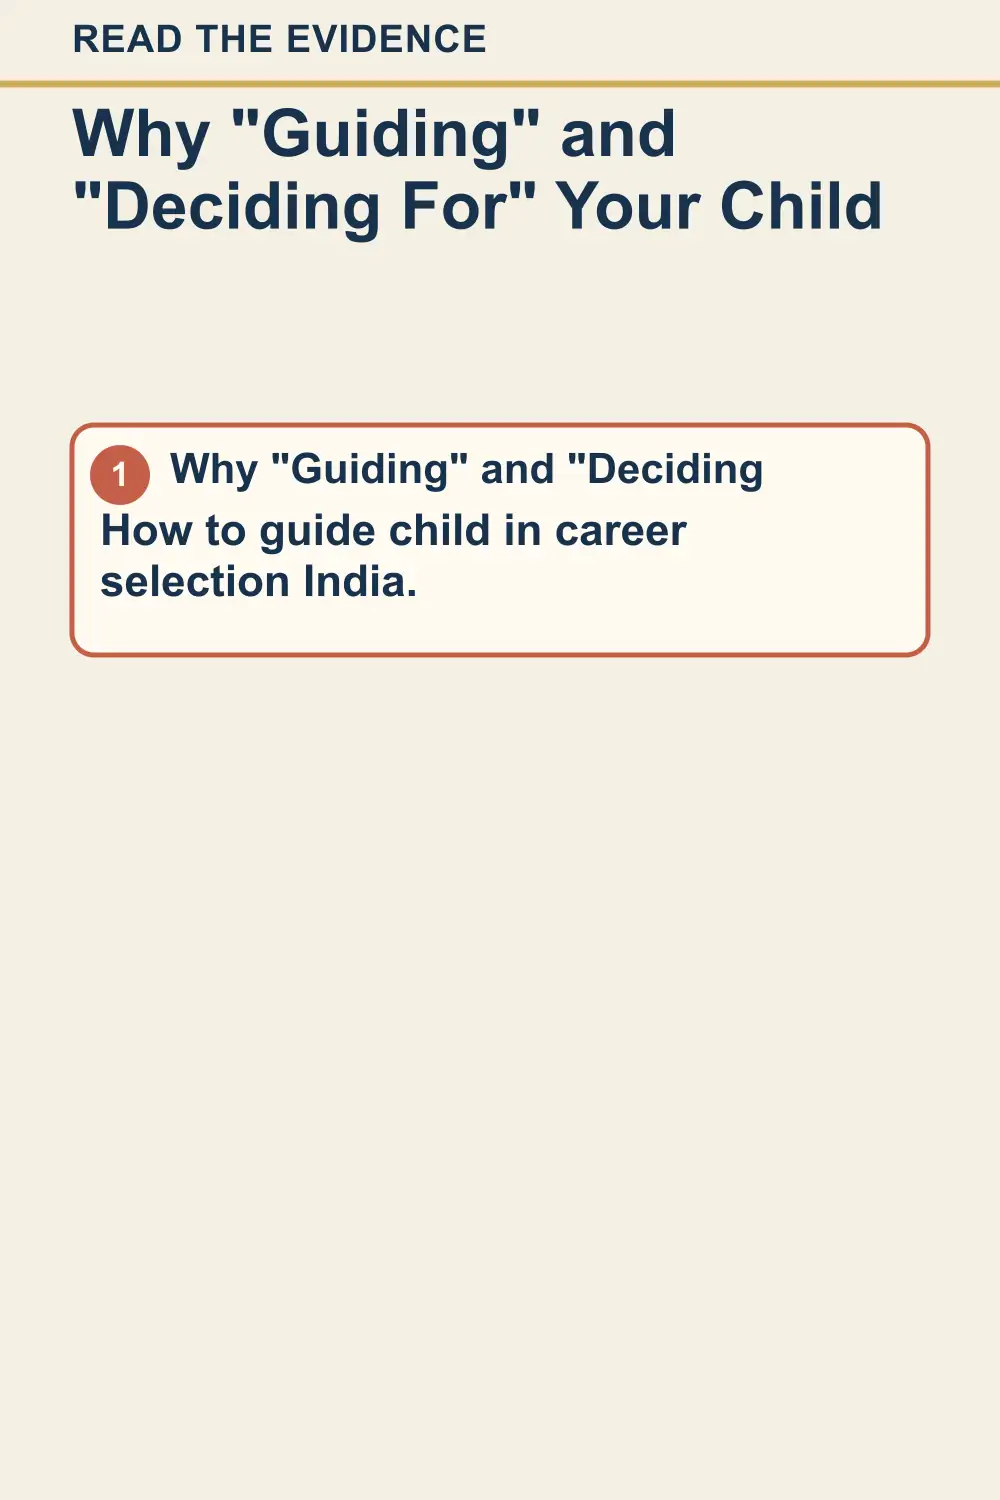 READ THE EVIDENCE
Why "Guiding" and
"Deciding For" Your Child
1 Why "Guiding" and "Deciding
How to guide child in career
selection India.